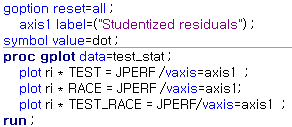 goption reset=all;
axis1 label=("Studentized residuals");
symbol value=dot;
proc gplot data=test_stat;
plot ri * TEST = JPERF /vaxis=axis1 ;
plot ri * RACE = JPERF /vaxis=axis1;
plot ri * TEST_RACE = JPERF/vaxis=axis1 ;
run ;